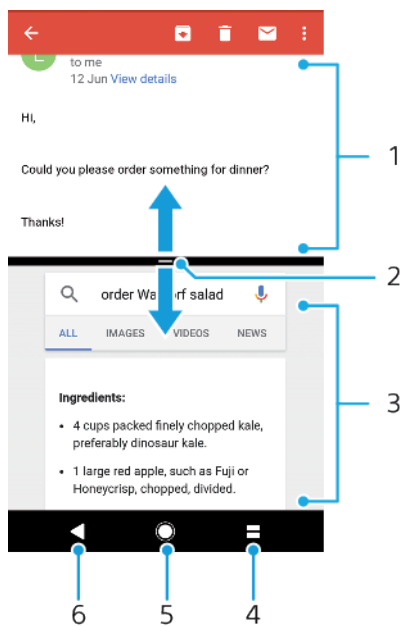 to me
12 Jun View details
Hi,
Could you please order something for dinner?
Thanks!
order Wa rf salad
ALL IMAGES VIDEOS NEWS
Ingredients:
• 4 cups packed finely chopped kale,
preferably dinosaur kale.
• 1 large red apple, such as Fuji or
Honeycrisp, chopped, divided.
1
2
3
6 5 4